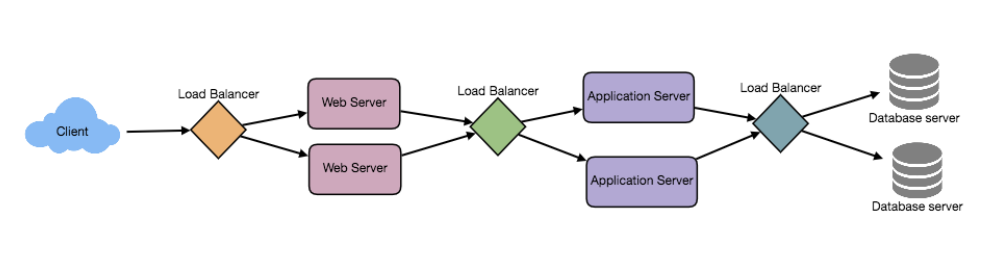 Client
Load Balancer
Web Server
Web Server
Load Balancer
Application Server
Application Server
Load Balancer
Database server
Database server